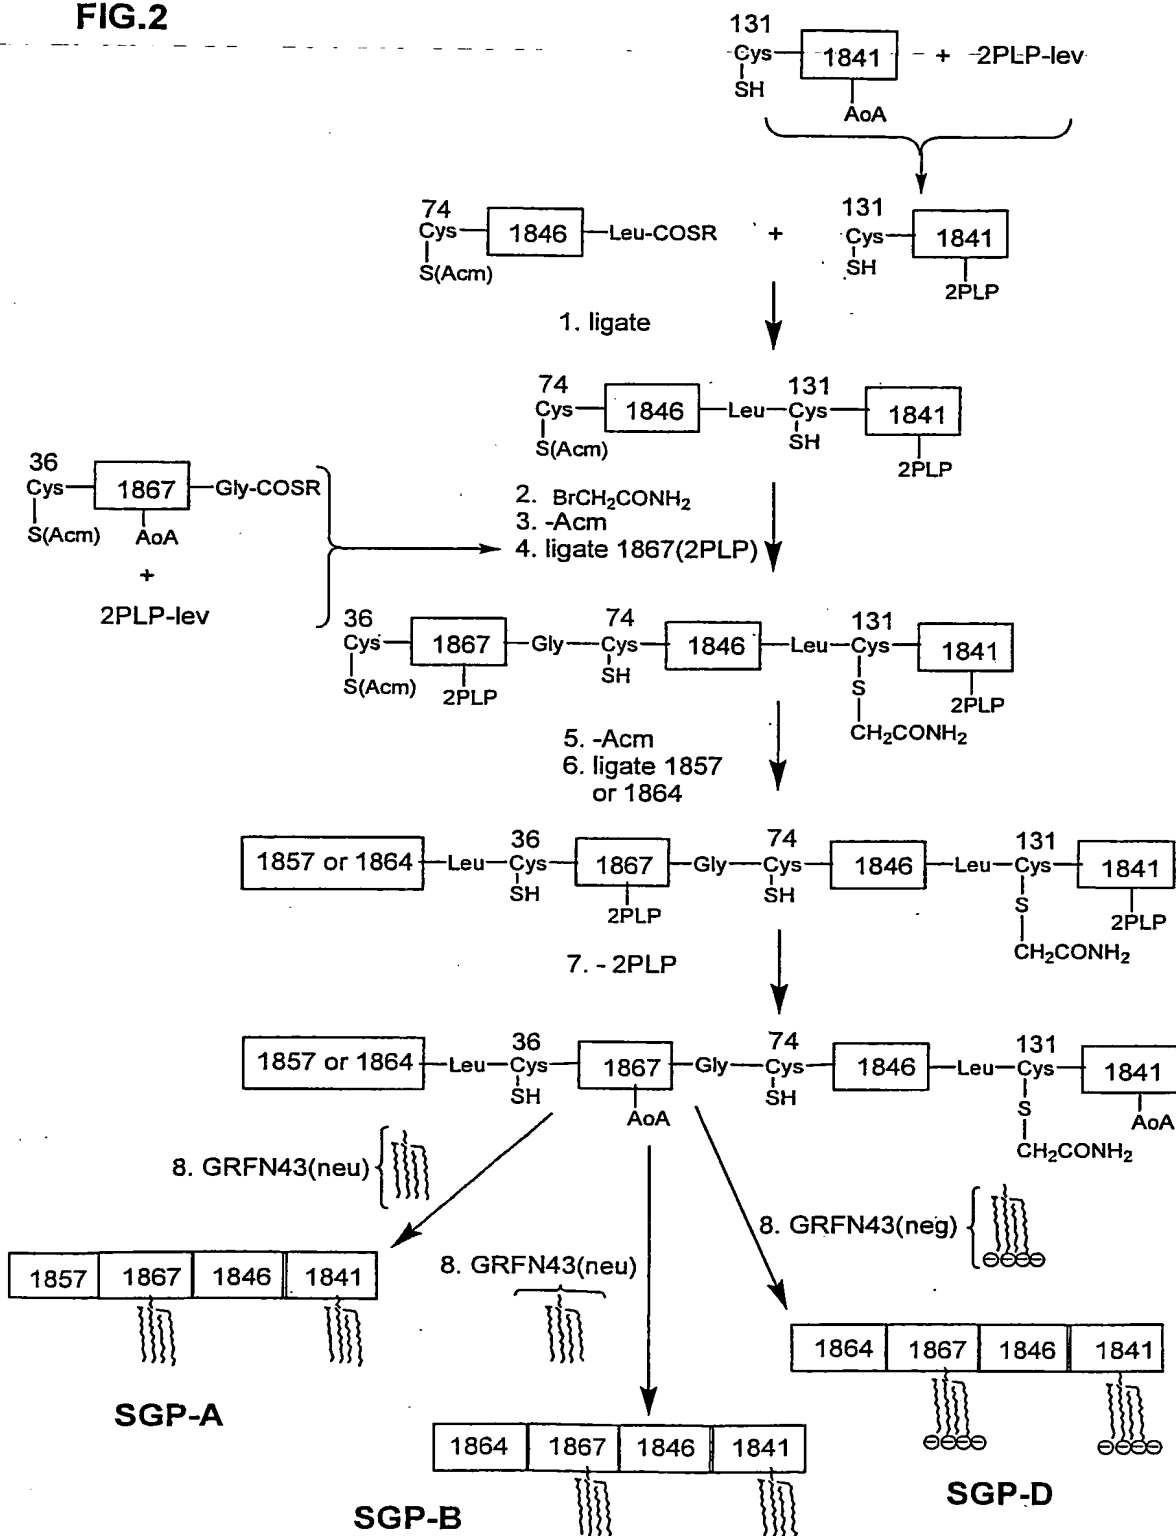 FIG.2
131
Cys 1841 + 2PLP-lev
SH
AoA
74 131
Cys 1846 Leu-COSR + Cys 1841
S(Acm) SH
2PLP
1. ligate
74 131
Cys 1846 Leu Cys 1841
S(Acm) SH
2PLP
36
Cys 1867 Gly-COSR
S(Acm) AoA
+
2PLP-lev
2. BrCH₂CONH₂
3. -Acm
4. ligate 1867(2PLP)
36 74 131
Cys 1867 Gly Cys 1846 Leu Cys 1841
S(Acm) 2PLP SH S 2PLP
CH₂CONH₂
5. -Acm
6. ligate 1857
or 1864
36 74 131
1857 or 1864 Leu Cys 1867 Gly Cys 1846 Leu Cys 1841
SH 2PLP SH S 2PLP
CH₂CONH₂
7. - 2PLP
36 74 131
1857 or 1864 Leu Cys 1867 Gly Cys 1846 Leu Cys 1841
SH AoA SH S AoA
CH₂CONH₂
8. GRFN43(neu)
1857 1867 1846 1841
SGP-A
8. GRFN43(neu)
1864 1867 1846 1841
SGP-B
8. GRFN43(neg)
⊖⊖⊖⊖
1864 1867 1846 1841
⊖⊖⊖⊖ ⊖⊖⊖⊖
SGP-D